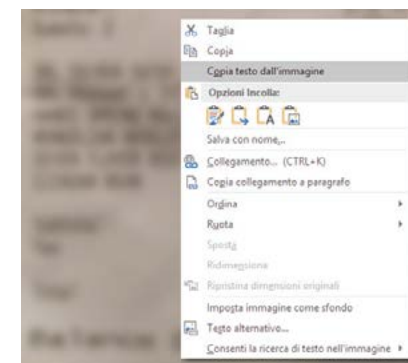 Taglia
Copia
Copia testo dall'immagine
Opzioni Incolla:
Salva con nome...
Collegamento... (CTRL+K)
Copia collegamento a paragrafo
Ordina
Ruota
Sposta
Ridimensiona
Ripristina dimensioni originali
Imposta immagine come sfondo
Testo alternativo...
Consenti la ricerca di testo nell'immagine